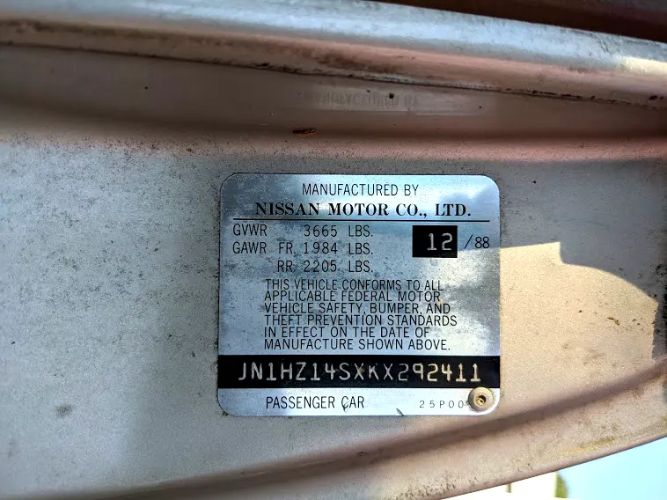 MANUFACTURED BY
NISSAN MOTOR CO., LTD.
GVWR 3665 LBS.
12 /88
GAWR FR. 1984 LBS.
RR. 2205 LBS.
THIS VEHICLE CONFORMS TO ALL
APPLICABLE FEDERAL MOTOR
VEHICLE SAFETY, BUMPER, AND
THEFT PREVENTION STANDARDS
IN EFFECT ON THE DATE OF
MANUFACTURE SHOWN ABOVE.
JN1HZ14SXKX292411
PASSENGER CAR